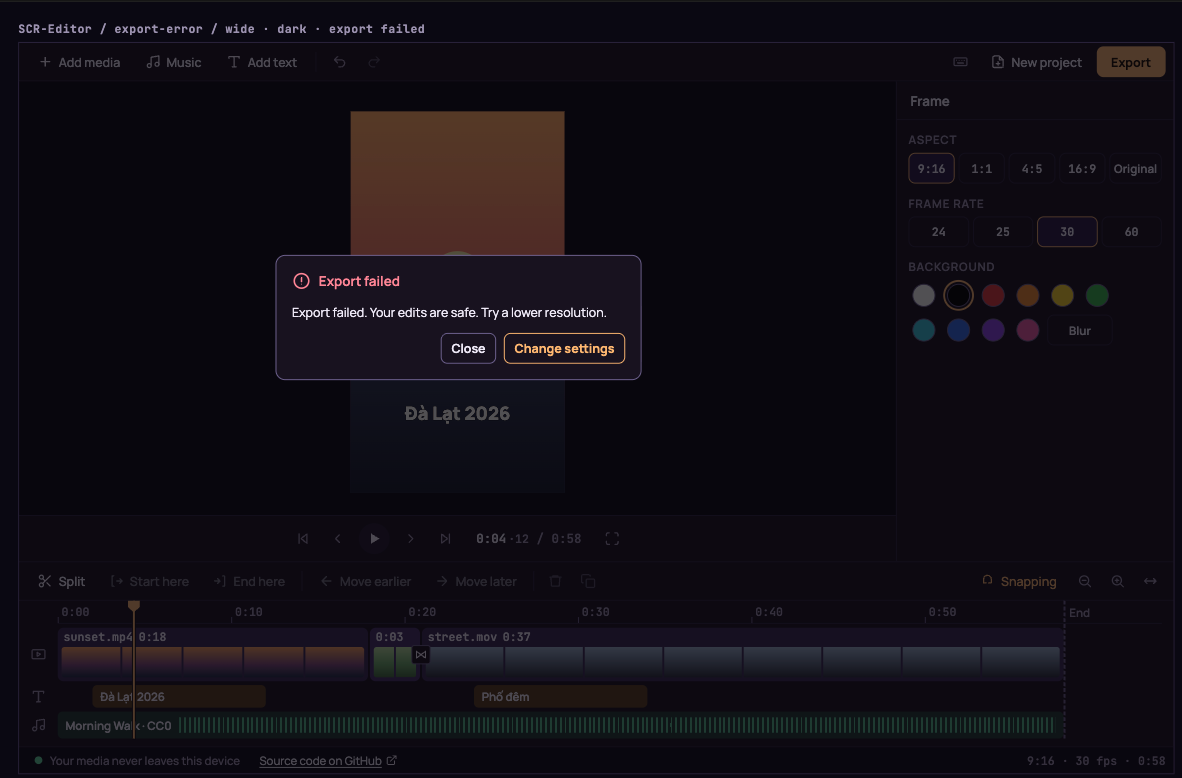 SCR-Editor / export-error / wide · dark · export failed
Add media Music Add text New project Export
Frame
ASPECT
9:16 1:1 4:5 16:9 Original
FRAME RATE
24 25 30 60
BACKGROUND
Blur
Export failed
Export failed. Your edits are safe. Try a lower resolution.
Close Change settings
Đà Lạt 2026
0:04·12 / 0:58
Split Start here End here Move earlier Move later Snapping
0:00 0:10 0:20 0:30 0:40 0:50 End
sunset.mp4 0:18 0:03 street.mov 0:37
Đà Lạt 2026 Phố đêm
Morning Walk · CC0
Your media never leaves this device Source code on GitHub 9:16 · 30 fps · 0:58